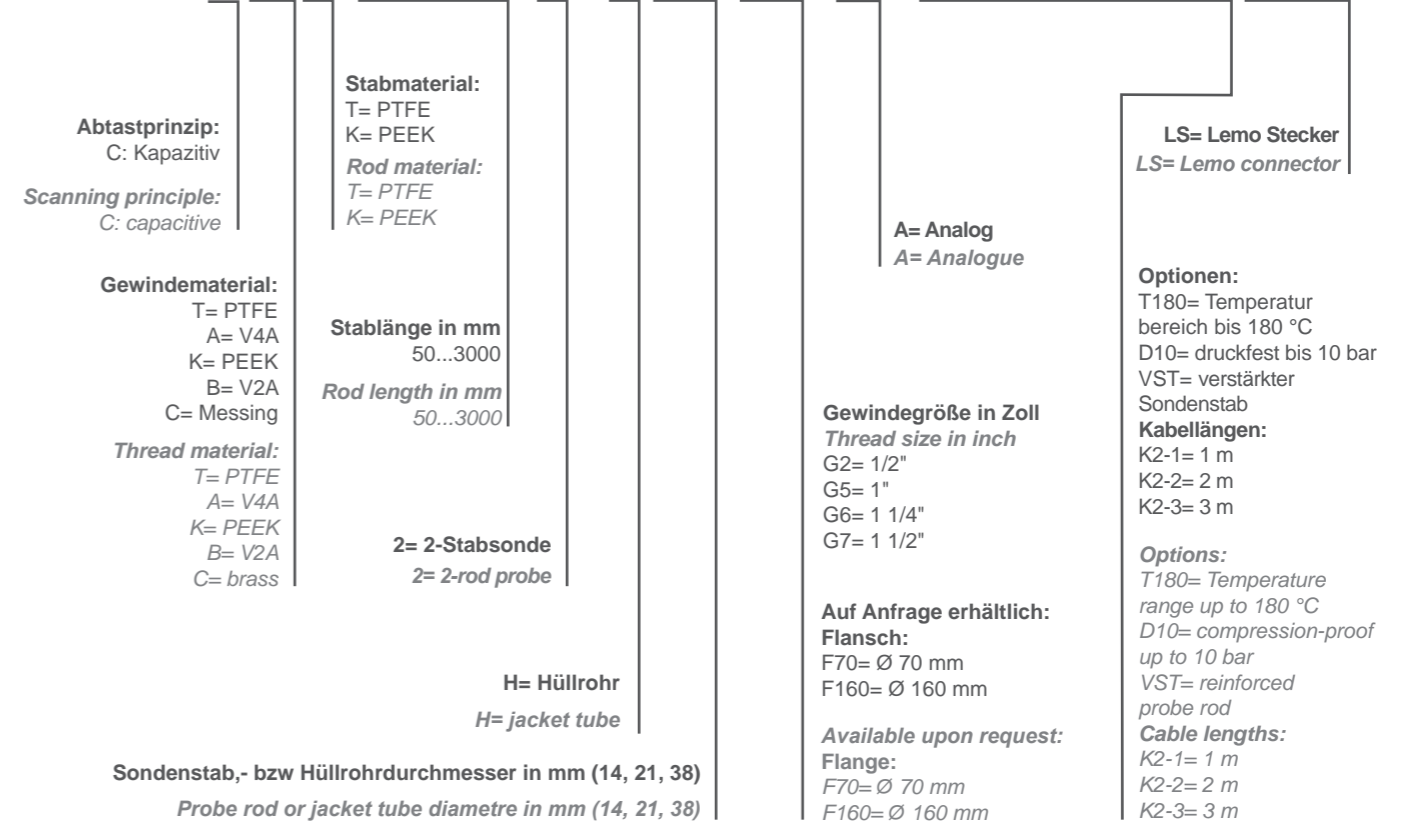 Abtastprinzip:
C: Kapazitiv
Scanning principle:
C: capacitive
Gewindematerial:
T= PTFE
A= V4A
K= PEEK
B= V2A
C= Messing
Thread material:
T= PTFE
A= V4A
K= PEEK
B= V2A
C= brass
Stabmaterial:
T= PTFE
K= PEEK
Rod material:
T= PTFE
K= PEEK
Stablänge in mm
50...3000
Rod length in mm
50...3000
2= 2-Stabsonde
2= 2-rod probe
H= Hüllrohr
H= jacket tube
Sondenstab,- bzw Hüllrohrdurchmesser in mm (14, 21, 38)
Probe rod or jacket tube diametre in mm (14, 21, 38)
Gewindegröße in Zoll
Thread size in inch
G2= 1/2"
G5= 1"
G6= 1 1/4"
G7= 1 1/2"
Auf Anfrage erhältlich:
Flansch:
F70= Ø 70 mm
F160= Ø 160 mm
Available upon request:
Flange:
F70= Ø 70 mm
F160= Ø 160 mm
A= Analog
A= Analogue
Optionen:
T180= Temperatur
bereich bis 180 °C
D10= druckfest bis 10 bar
VST= verstärkter
Sondenstab
Kabellängen:
K2-1= 1 m
K2-2= 2 m
K2-3= 3 m
Options:
T180= Temperature
range up to 180 °C
D10= compression-proof
up to 10 bar
VST= reinforced
probe rod
Cable lengths:
K2-1= 1 m
K2-2= 2 m
K2-3= 3 m
LS= Lemo Stecker
LS= Lemo connector